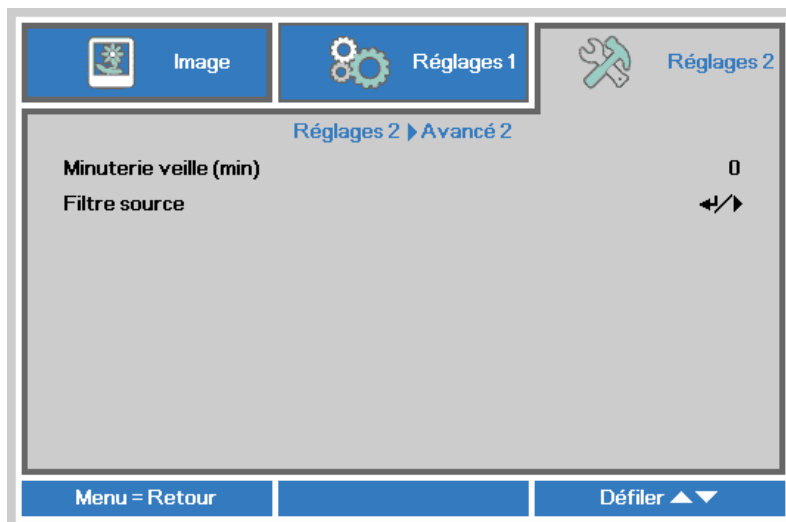 Image
Réglages 1
Réglages 2
Réglages 2 ▶ Avancé 2
Minuterie veille (min) 0
Filtre source ↵/▶
Menu = Retour
Défiler ▲▼